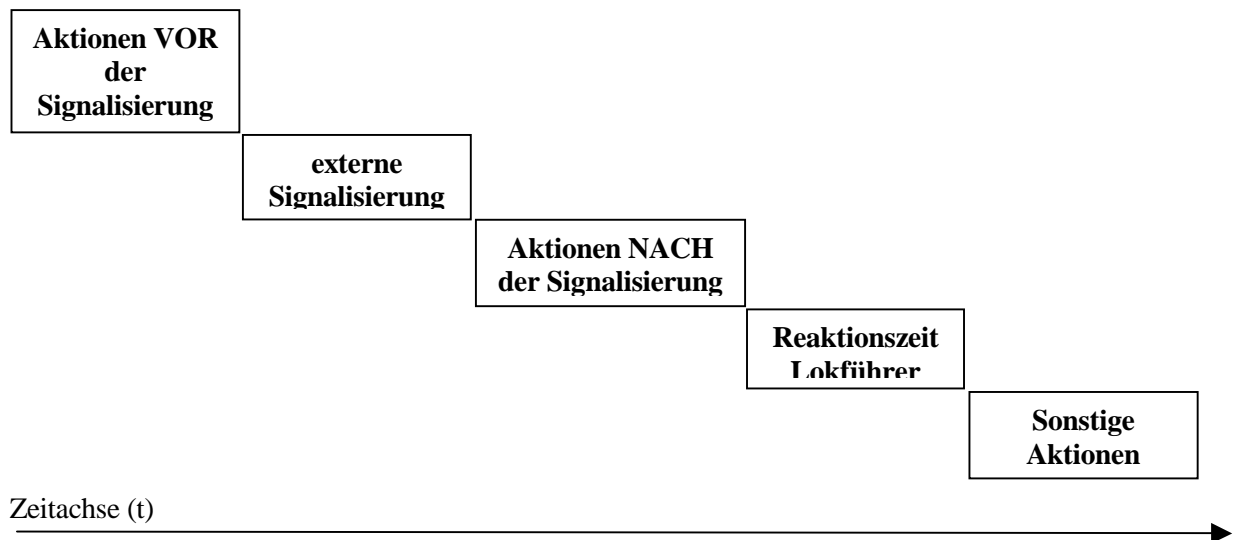 Aktionen VOR
der
Signalisierung
externe
Signalisierung
Aktionen NACH
der Signalisierung
Reaktionszeit
Lokführer
Sonstige
Aktionen
Zeitachse (t)